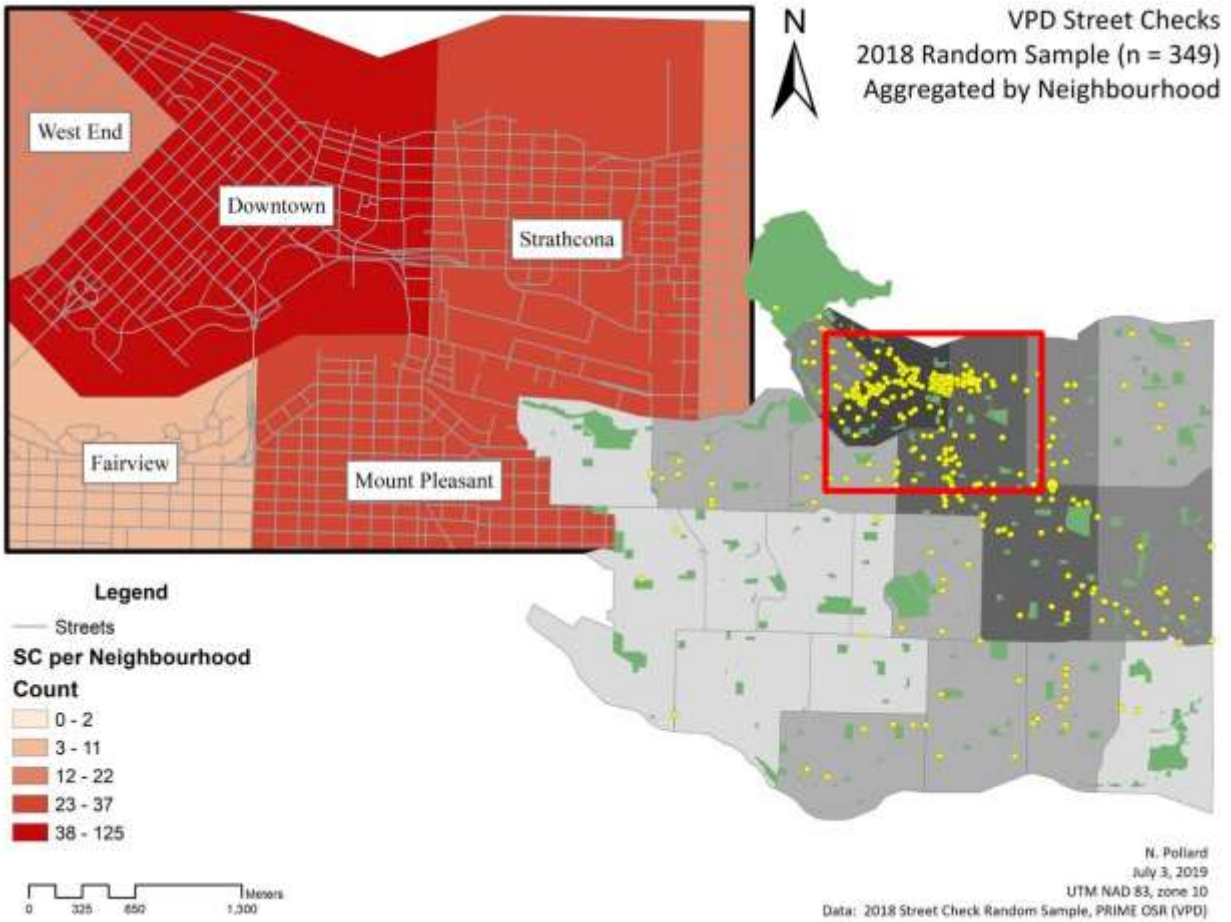 VPD Street Checks
2018 Random Sample (n = 349)
Aggregated by Neighbourhood
N
West End
Downtown
Strathcona
Fairview
Mount Pleasant
Legend
Streets
SC per Neighbourhood
Count
0 - 2
3 - 11
12 - 22
23 - 37
38 - 125
Meters
0 325 650 1,300
N. Pollard
July 3, 2019
UTM NAD 83, zone 10
Data: 2018 Street Check Random Sample, PRIME OSR (VPD)